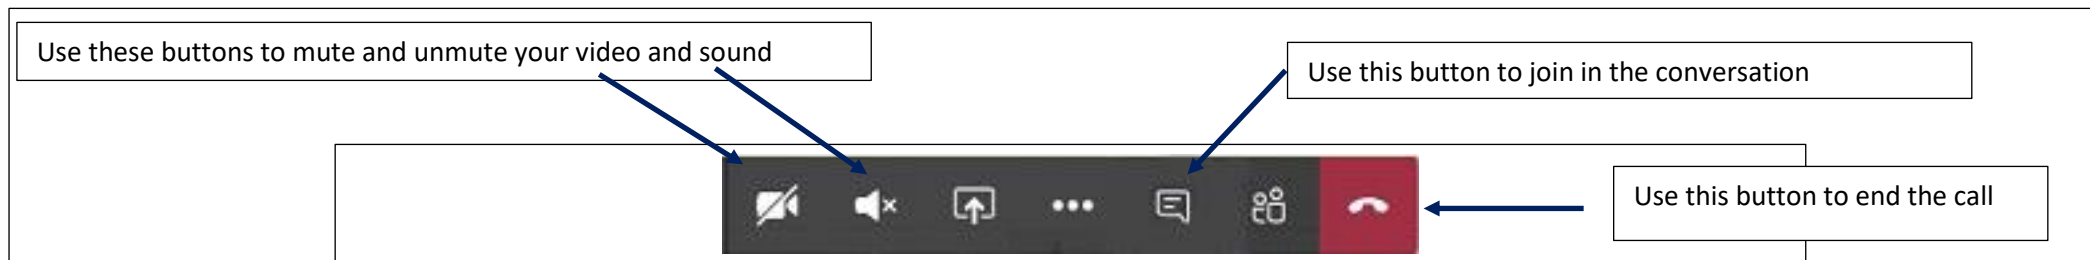 Use these buttons to mute and unmute your video and sound
Use this button to join in the conversation
Use this button to end the call